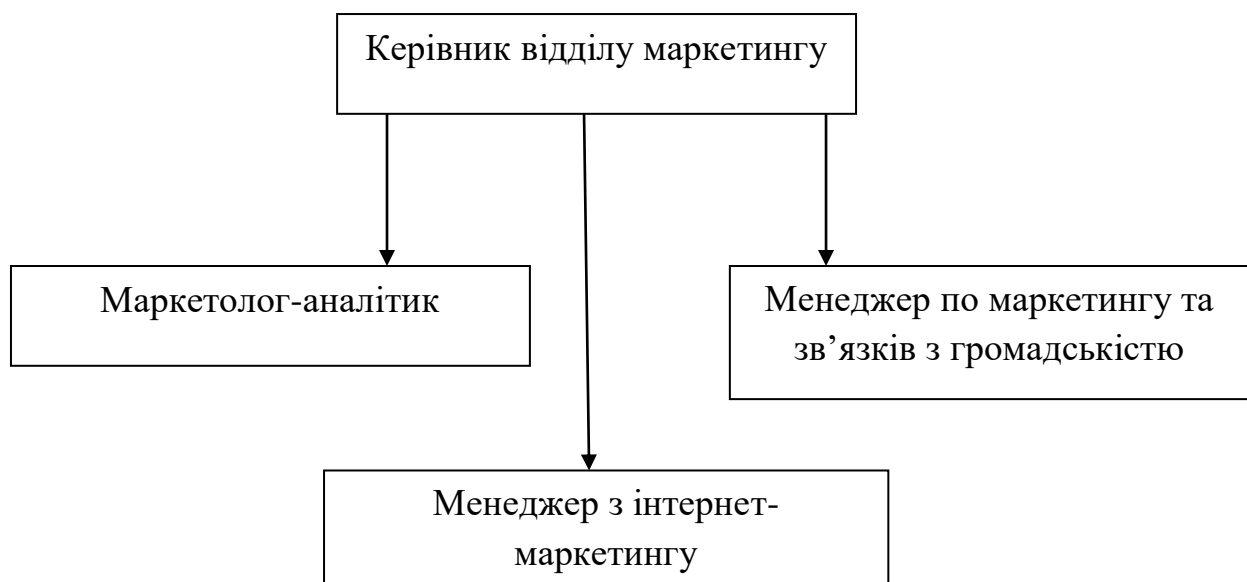 Керівник відділу маркетингу
Маркетолог-аналітик
Менеджер по маркетингу та
зв’язків з громадськістю
Менеджер з інтернет-
маркетингу